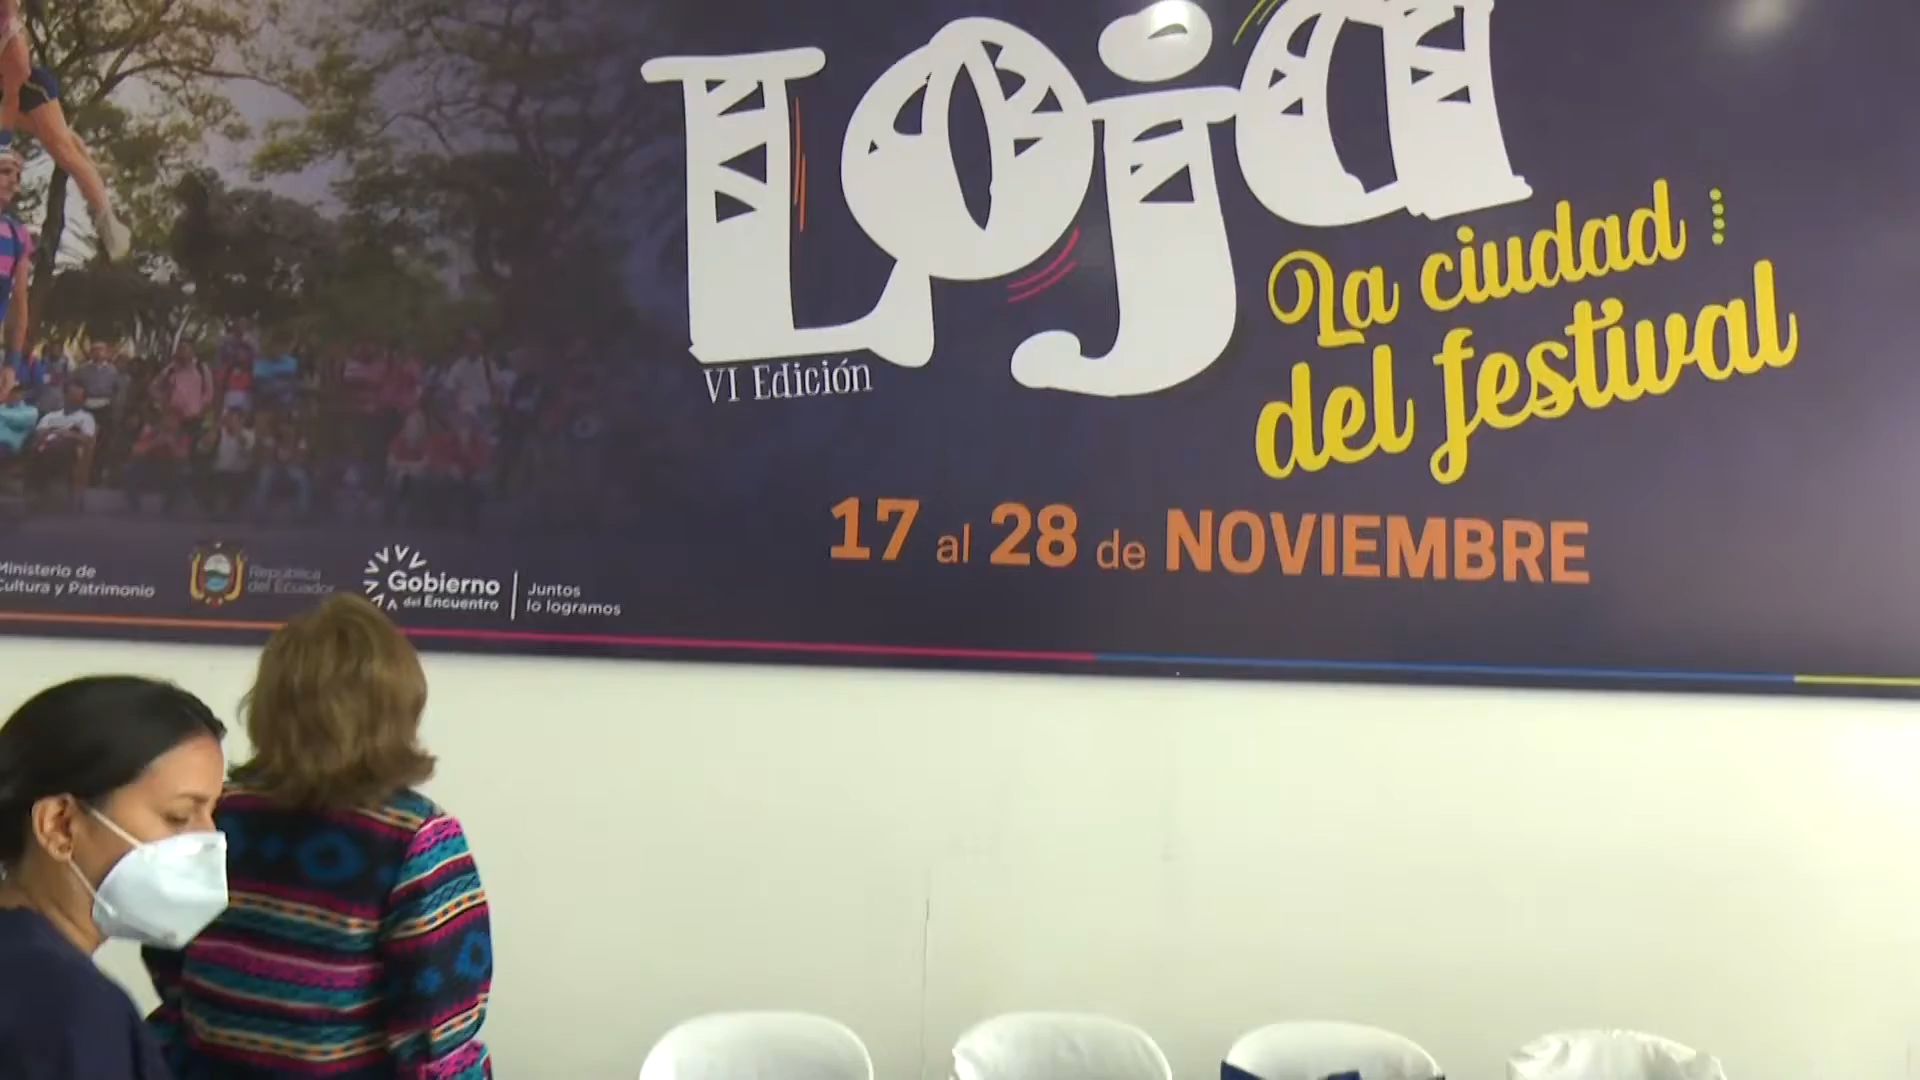 Loja
La ciudad
del festival
VI Edición
17 al 28 de NOVIEMBRE
Ministerio de
Cultura y Patrimonio
República
del Ecuador
Gobierno
del Encuentro
Juntos
lo logramos